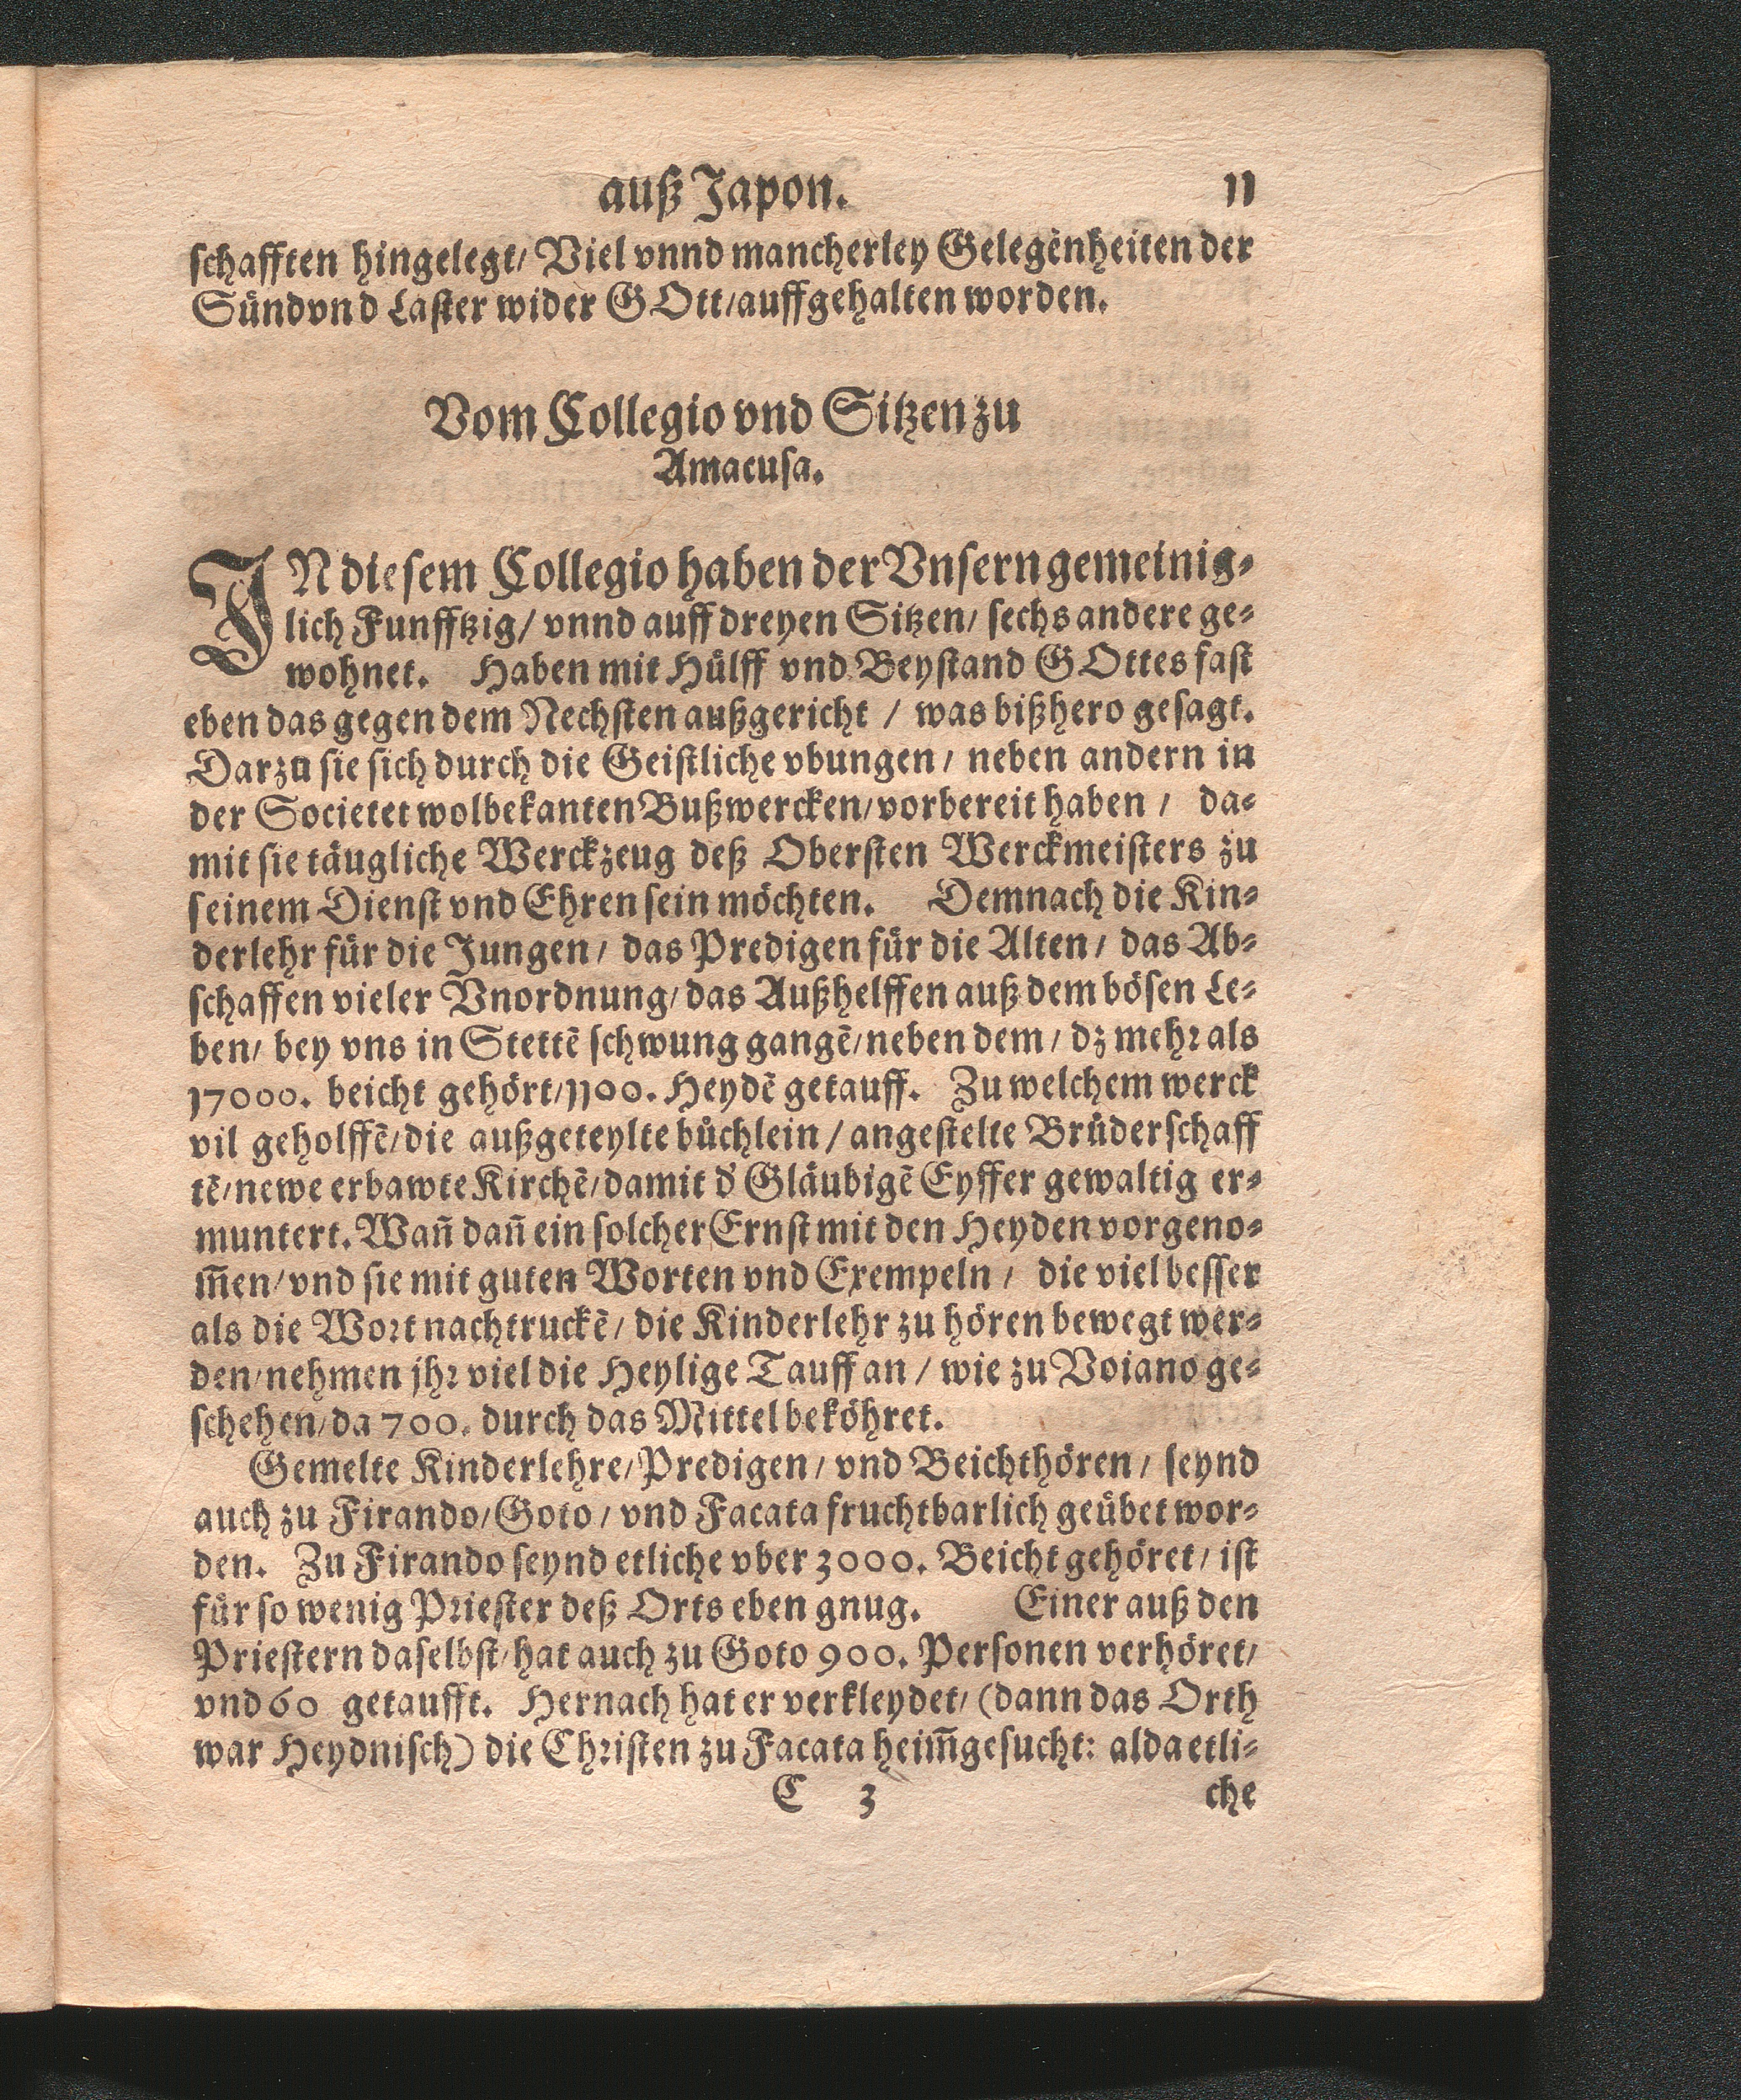 auß Japon. 11
schafften hingelegt/ Viel vnnd mancherley Gelegēnheiten der
Sündvnd Laster wider GOtt/auffgehalten worden.
Vom Collegio vnd Sitzen zu
Amacusa.
IN diesem Collegio haben der Vnsern gemeinig-
lich Funfftzig/ vnnd auff dreyen Sitzen/ sechs andere ge-
wohnet. Haben mit Hülff vnd Beystand GOttes fast
eben das gegen dem Nechsten außgericht / was bißhero gesagt.
Darzu sie sich durch die Geistliche vbungen/ neben andern in
der Societet wolbekanten Bußwercken/vorbereit haben / da-
mit sie täugliche Werckzeug deß Obersten Werckmeisters zu
seinem Dienst vnd Ehren sein möchten. Demnach die Kin-
derlehr für die Jungen/ das Predigen für die Alten/ das Ab-
schaffen vieler Vnordnung/das Außhelffen auß dem bösen Le-
ben/ bey vns in Stettē schwung gangē/neben dem/ dz mehr als
17000. beicht gehört/1100. Heydē getauff. Zu welchem werck
vil geholffē/die außgeteylte büchlein/angestelte Brüderschaff
tē/newe erbawte Kirchē/damit d' Gläubigē Eyffer gewaltig er-
muntert. Wañ dañ ein solcher Ernst mit den Heyden vorgeno-
m̃en/vnd sie mit guten Worten vnd Exempeln/ die viel besser
als die Wort nachtruckē/ die Kinderlehr zu hören bewegt wer-
den/nehmen jhr viel die Heylige Tauff an / wie zu Voiano ge-
schehen/da 700. durch das Mittel beköhret.
Gemelte Kinderlehre/Predigen/ vnd Beichthören/ seynd
auch zu Firando/Goto/ vnd Facata fruchtbarlich geübet wor-
den. Zu Firando seynd etliche vber 3000. Beicht gehöret/ ist
für so wenig Priester deß Orts eben gnug. Einer auß den
Priestern daselbst/hat auch zu Goto 900. Personen verhöret/
vnd 60 getaufft. Hernach hat er verkleydet/ (dann das Orth
war Heydnisch) die Christen zu Facata heim̃gesucht: alda etli-
C 3 che